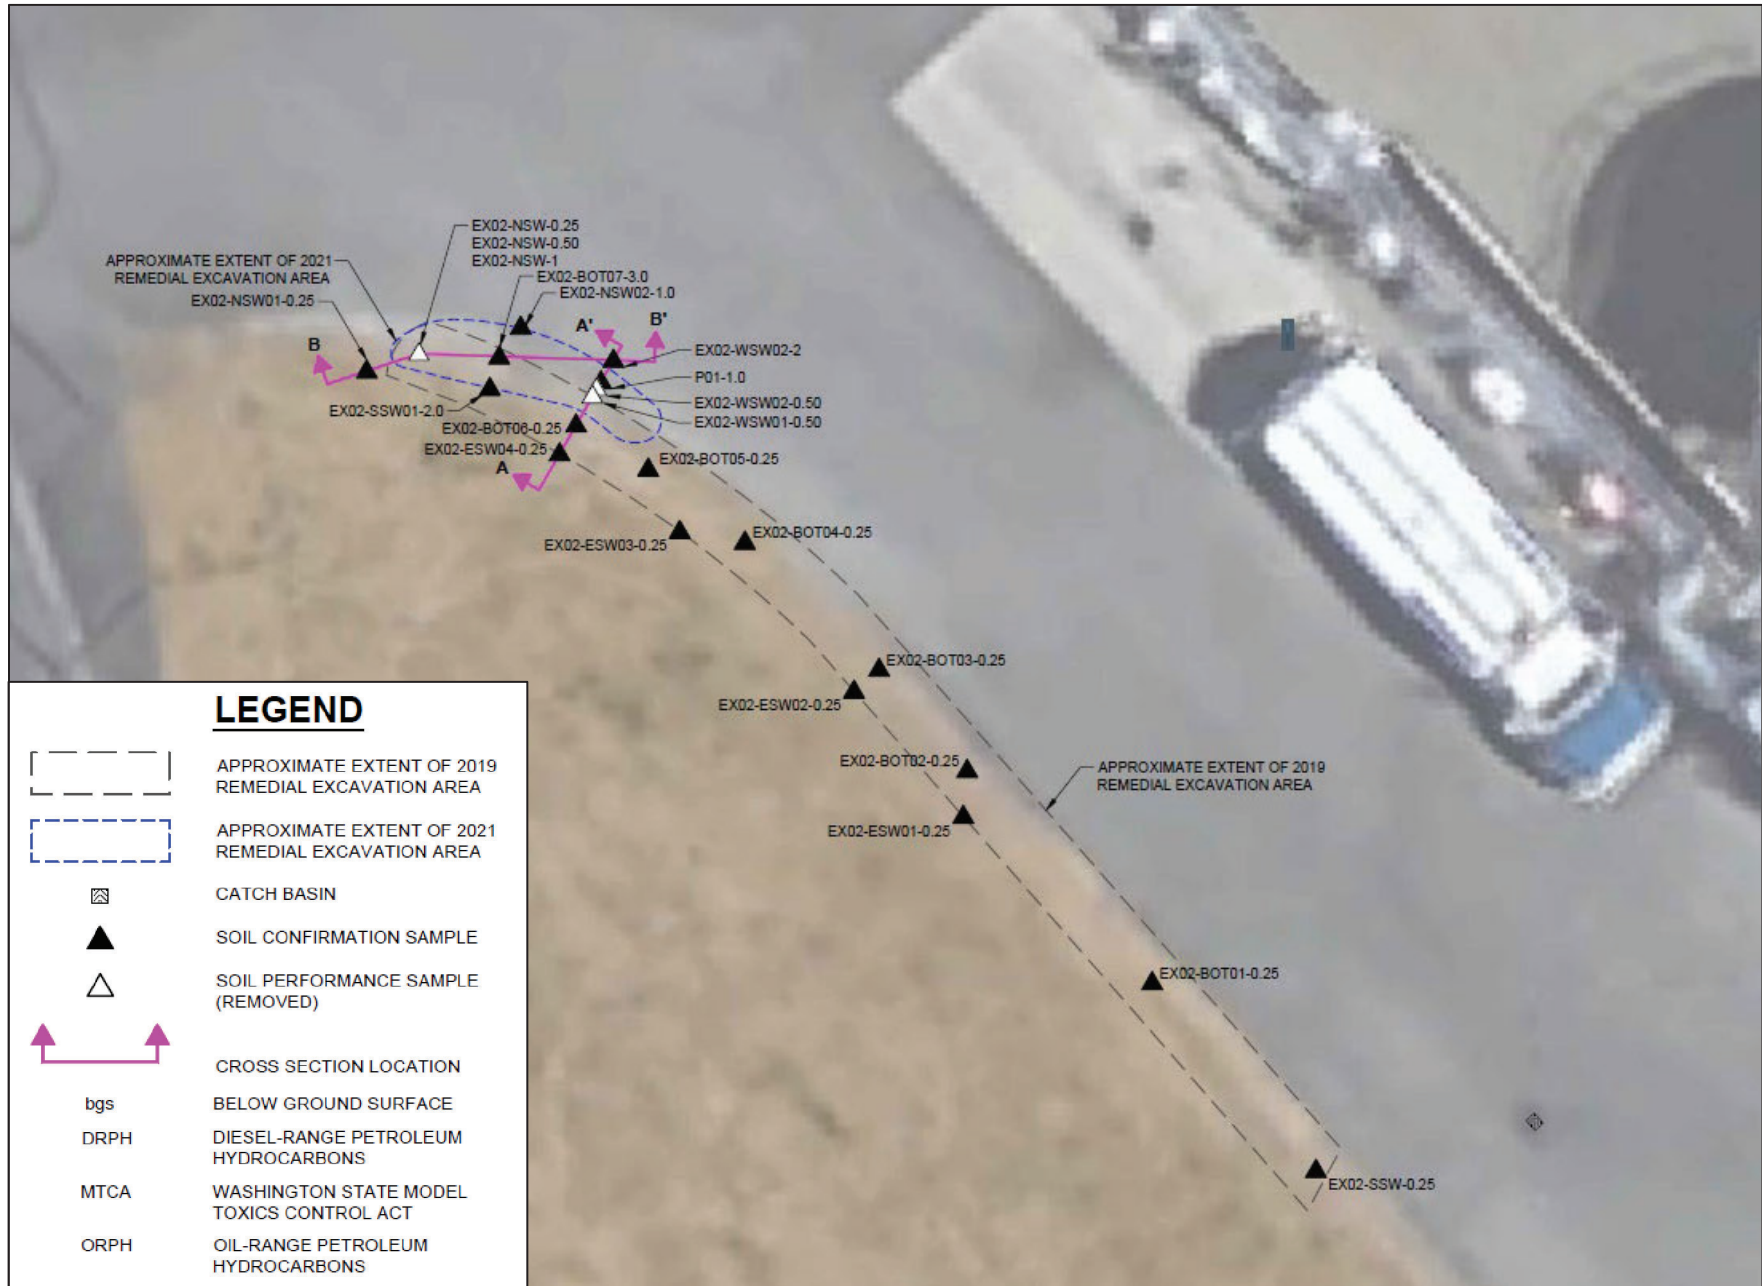 EX02-NSW-0.25
EX02-NSW-0.50
EX02-NSW-1
APPROXIMATE EXTENT OF 2021
REMEDIAL EXCAVATION AREA
EX02-BOT07-3.0
EX02-NSW02-1.0
EX02-NSW01-0.25
A'
B'
B
EX02-WSW02-2
P01-1.0
EX02-WSW02-0.50
EX02-WSW01-0.50
EX02-SSW01-2.0
EX02-BOT06-0.25
EX02-ESW04-0.25
A
EX02-BOT05-0.25
EX02-BOT04-0.25
EX02-ESW03-0.25
EX02-BOT03-0.25
EX02-ESW02-0.25
EX02-BOT02-0.25
APPROXIMATE EXTENT OF 2019
REMEDIAL EXCAVATION AREA
EX02-ESW01-0.25
EX02-BOT01-0.25
EX02-SSW-0.25
LEGEND
APPROXIMATE EXTENT OF 2019
REMEDIAL EXCAVATION AREA
APPROXIMATE EXTENT OF 2021
REMEDIAL EXCAVATION AREA
CATCH BASIN
SOIL CONFIRMATION SAMPLE
SOIL PERFORMANCE SAMPLE
(REMOVED)
CROSS SECTION LOCATION
bgs BELOW GROUND SURFACE
DRPH DIESEL-RANGE PETROLEUM
HYDROCARBONS
MTCA WASHINGTON STATE MODEL
TOXICS CONTROL ACT
ORPH OIL-RANGE PETROLEUM
HYDROCARBONS